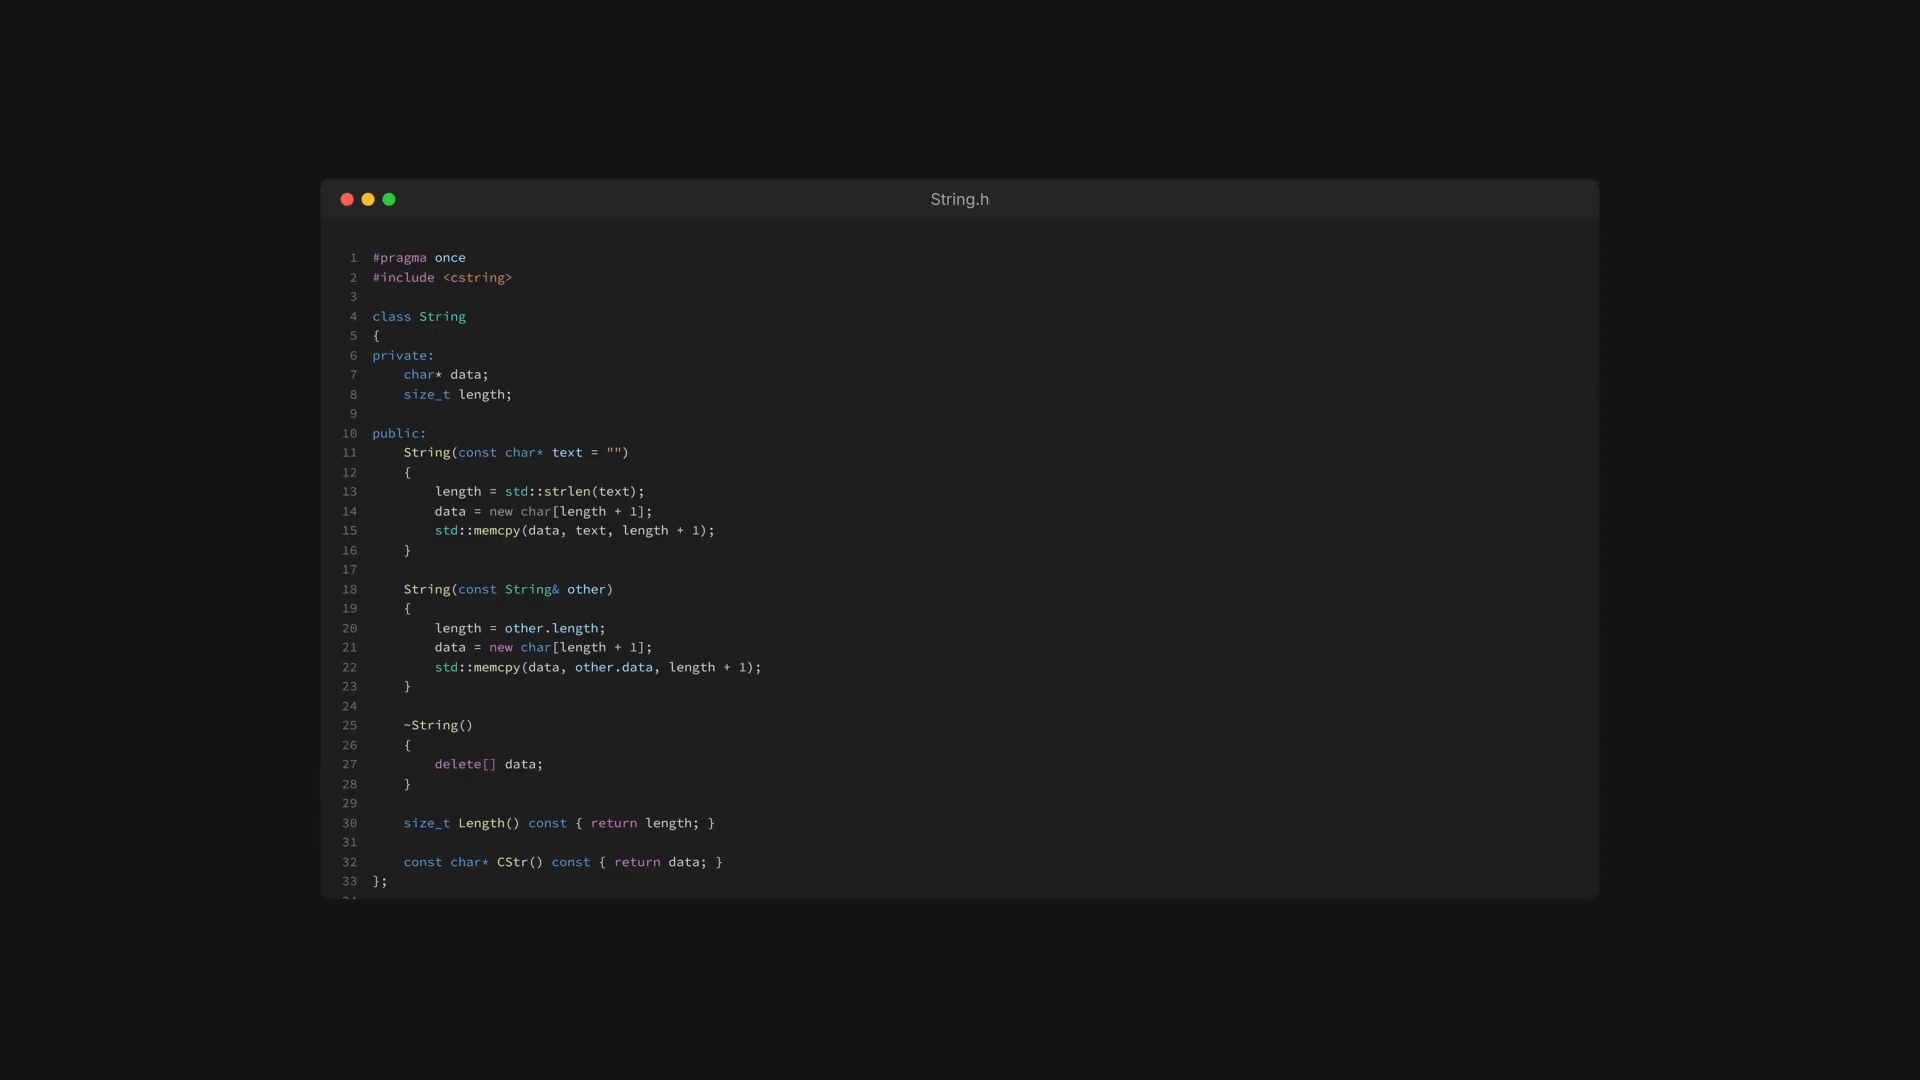 String.h
1 #pragma once
2 #include <cstring>
3
4 class String
5 {
6 private:
7     char* data;
8     size_t length;
9
10 public:
11     String(const char* text = "")
12     {
13         length = std::strlen(text);
14         data = new char[length + 1];
15         std::memcpy(data, text, length + 1);
16     }
17
18     String(const String& other)
19     {
20         length = other.length;
21         data = new char[length + 1];
22         std::memcpy(data, other.data, length + 1);
23     }
24
25     ~String()
26     {
27         delete[] data;
28     }
29
30     size_t Length() const { return length; }
31
32     const char* CStr() const { return data; }
33 };